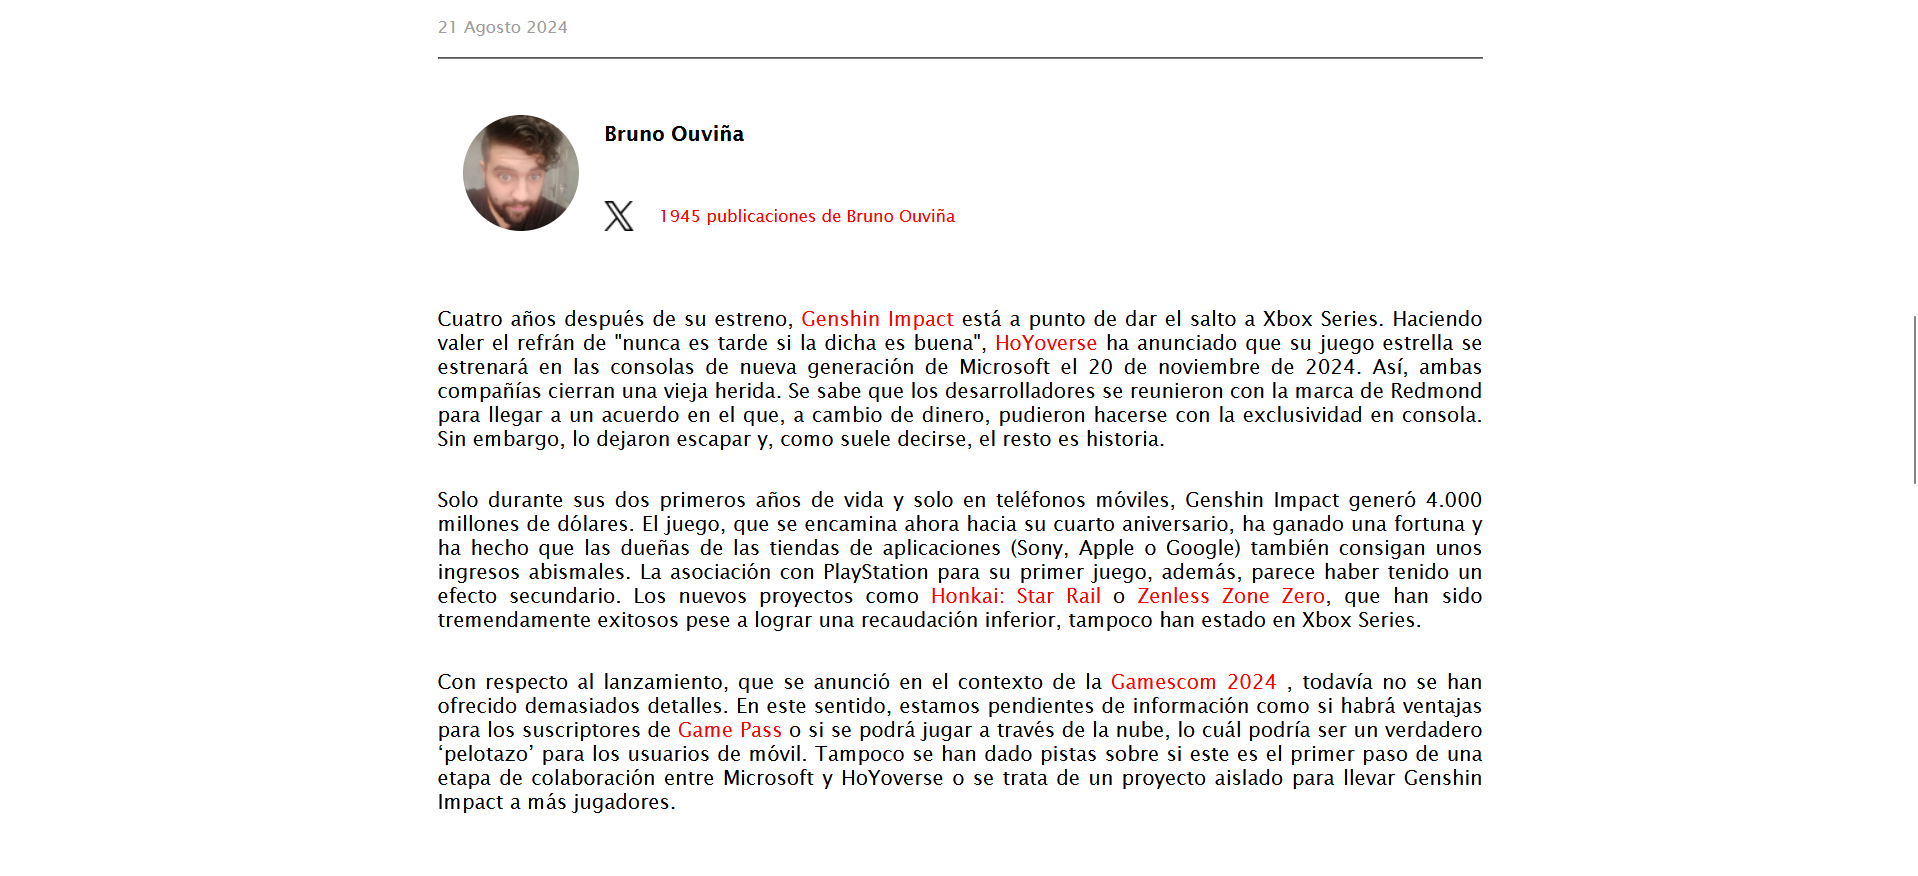 21 Agosto 2024
Bruno Ouviña
1945 publicaciones de Bruno Ouviña
Cuatro años después de su estreno, Genshin Impact está a punto de dar el salto a Xbox Series. Haciendo
valer el refrán de "nunca es tarde si la dicha es buena", HoYoverse ha anunciado que su juego estrella se
estrenará en las consolas de nueva generación de Microsoft el 20 de noviembre de 2024. Así, ambas
compañías cierran una vieja herida. Se sabe que los desarrolladores se reunieron con la marca de Redmond
para llegar a un acuerdo en el que, a cambio de dinero, pudieron hacerse con la exclusividad en consola.
Sin embargo, lo dejaron escapar y, como suele decirse, el resto es historia.
Solo durante sus dos primeros años de vida y solo en teléfonos móviles, Genshin Impact generó 4.000
millones de dólares. El juego, que se encamina ahora hacia su cuarto aniversario, ha ganado una fortuna y
ha hecho que las dueñas de las tiendas de aplicaciones (Sony, Apple o Google) también consigan unos
ingresos abismales. La asociación con PlayStation para su primer juego, además, parece haber tenido un
efecto secundario. Los nuevos proyectos como Honkai: Star Rail o Zenless Zone Zero, que han sido
tremendamente exitosos pese a lograr una recaudación inferior, tampoco han estado en Xbox Series.
Con respecto al lanzamiento, que se anunció en el contexto de la Gamescom 2024 , todavía no se han
ofrecido demasiados detalles. En este sentido, estamos pendientes de información como si habrá ventajas
para los suscriptores de Game Pass o si se podrá jugar a través de la nube, lo cuál podría ser un verdadero
‘pelotazo’ para los usuarios de móvil. Tampoco se han dado pistas sobre si este es el primer paso de una
etapa de colaboración entre Microsoft y HoYoverse o se trata de un proyecto aislado para llevar Genshin
Impact a más jugadores.